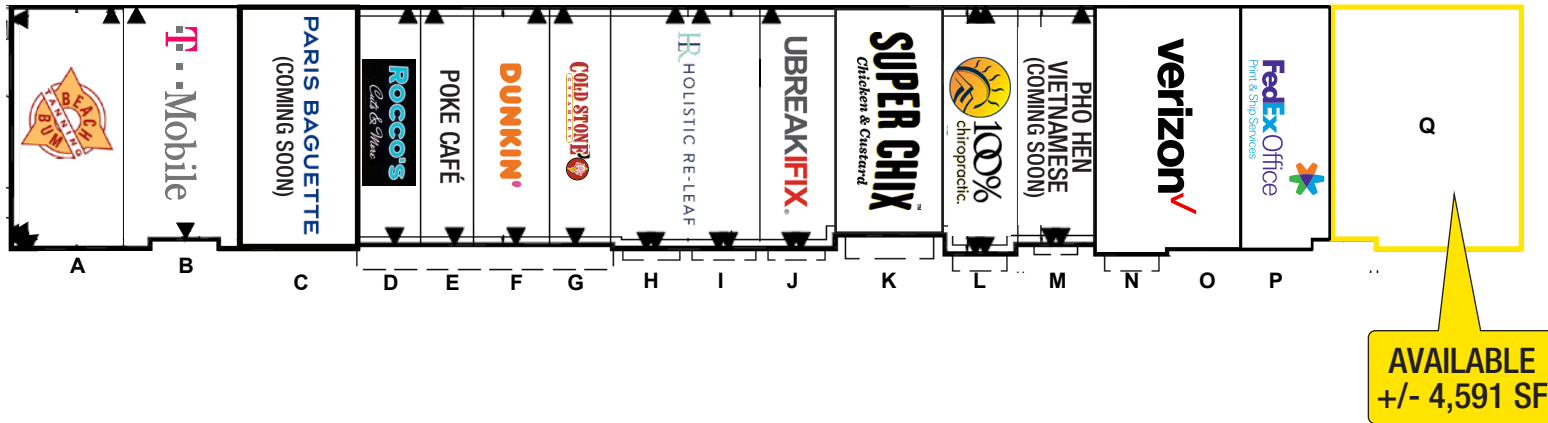 BEACH
TANNING
BUM
T··Mobile
PARIS BAGUETTE
(COMING SOON)
ROCCO'S
Cuts & More
POKE CAFÉ
DUNKIN'
COLD STONE
CREAMERY
HR HOLISTIC RE-LEAF
UBREAKIFIX.
SUPER CHIX™
Chicken & Custard
100%
chiropractic.
PHO HEN
VIETNAMESE
(COMING SOON)
verizon✓
FedEx Office
Print & Ship Services
Q
A B C D E F G H I J K L M N O P
AVAILABLE
+/- 4,591 SF